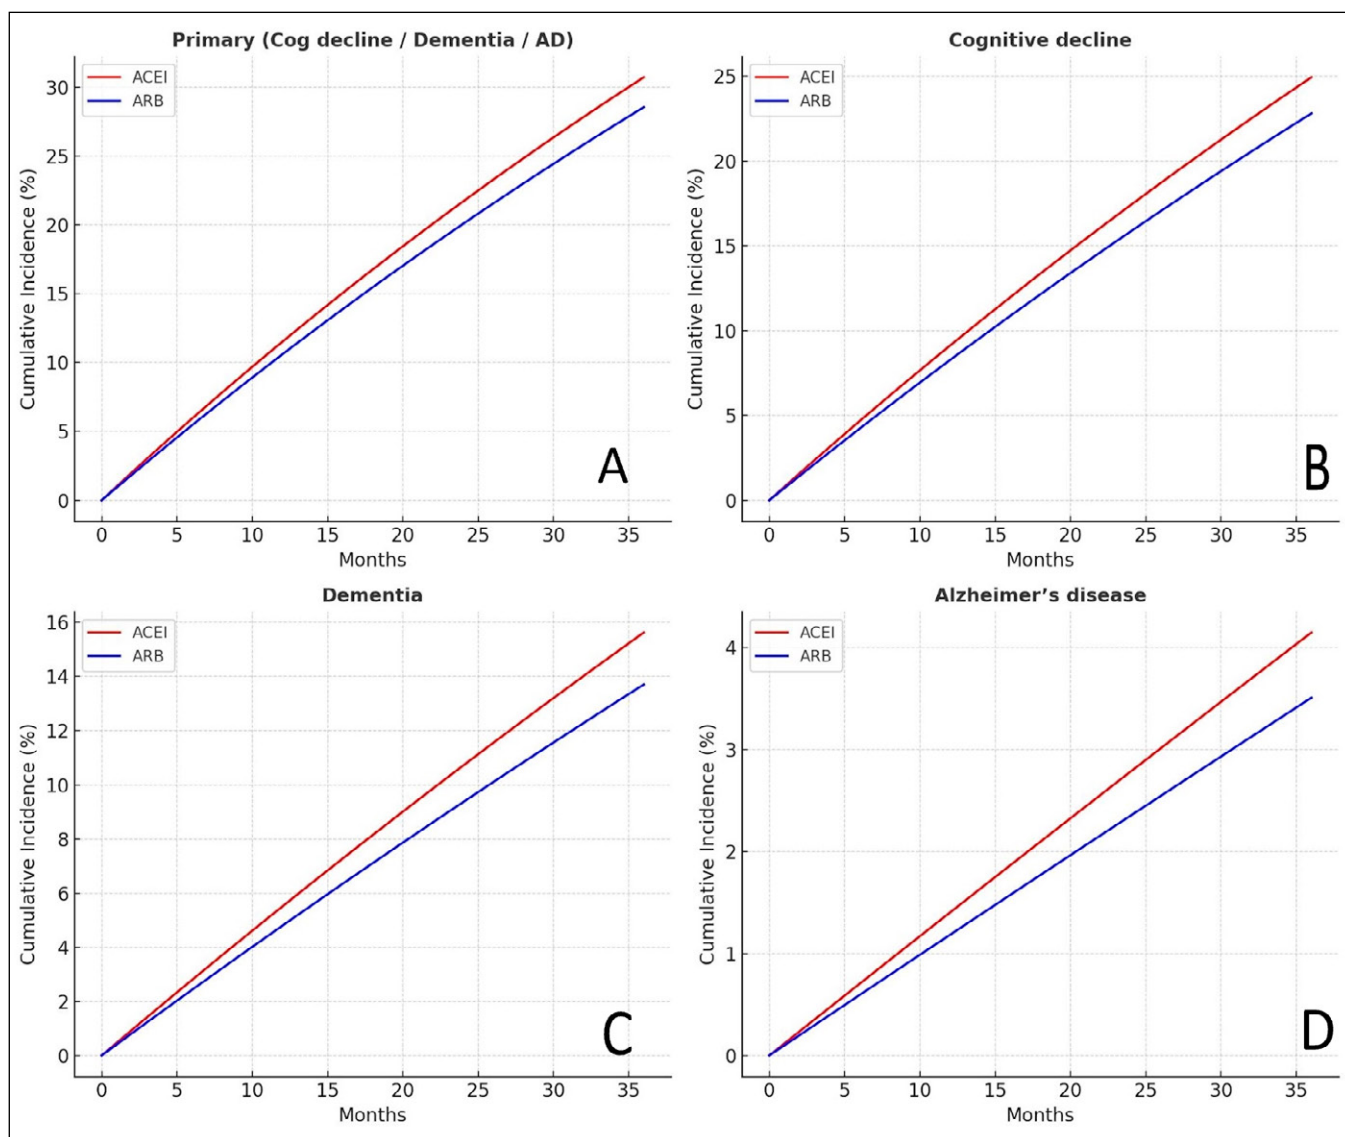 Primary (Cog decline / Dementia / AD)
ACEI
ARB
Cumulative Incidence (%)
30
25
20
15
10
5
0
0 5 10 15 20 25 30 35
Months
A
Cognitive decline
ACEI
ARB
Cumulative Incidence (%)
25
20
15
10
5
0
0 5 10 15 20 25 30 35
Months
B
Dementia
ACEI
ARB
Cumulative Incidence (%)
16
14
12
10
8
6
4
2
0
0 5 10 15 20 25 30 35
Months
C
Alzheimer’s disease
ACEI
ARB
Cumulative Incidence (%)
4
3
2
1
0
0 5 10 15 20 25 30 35
Months
D